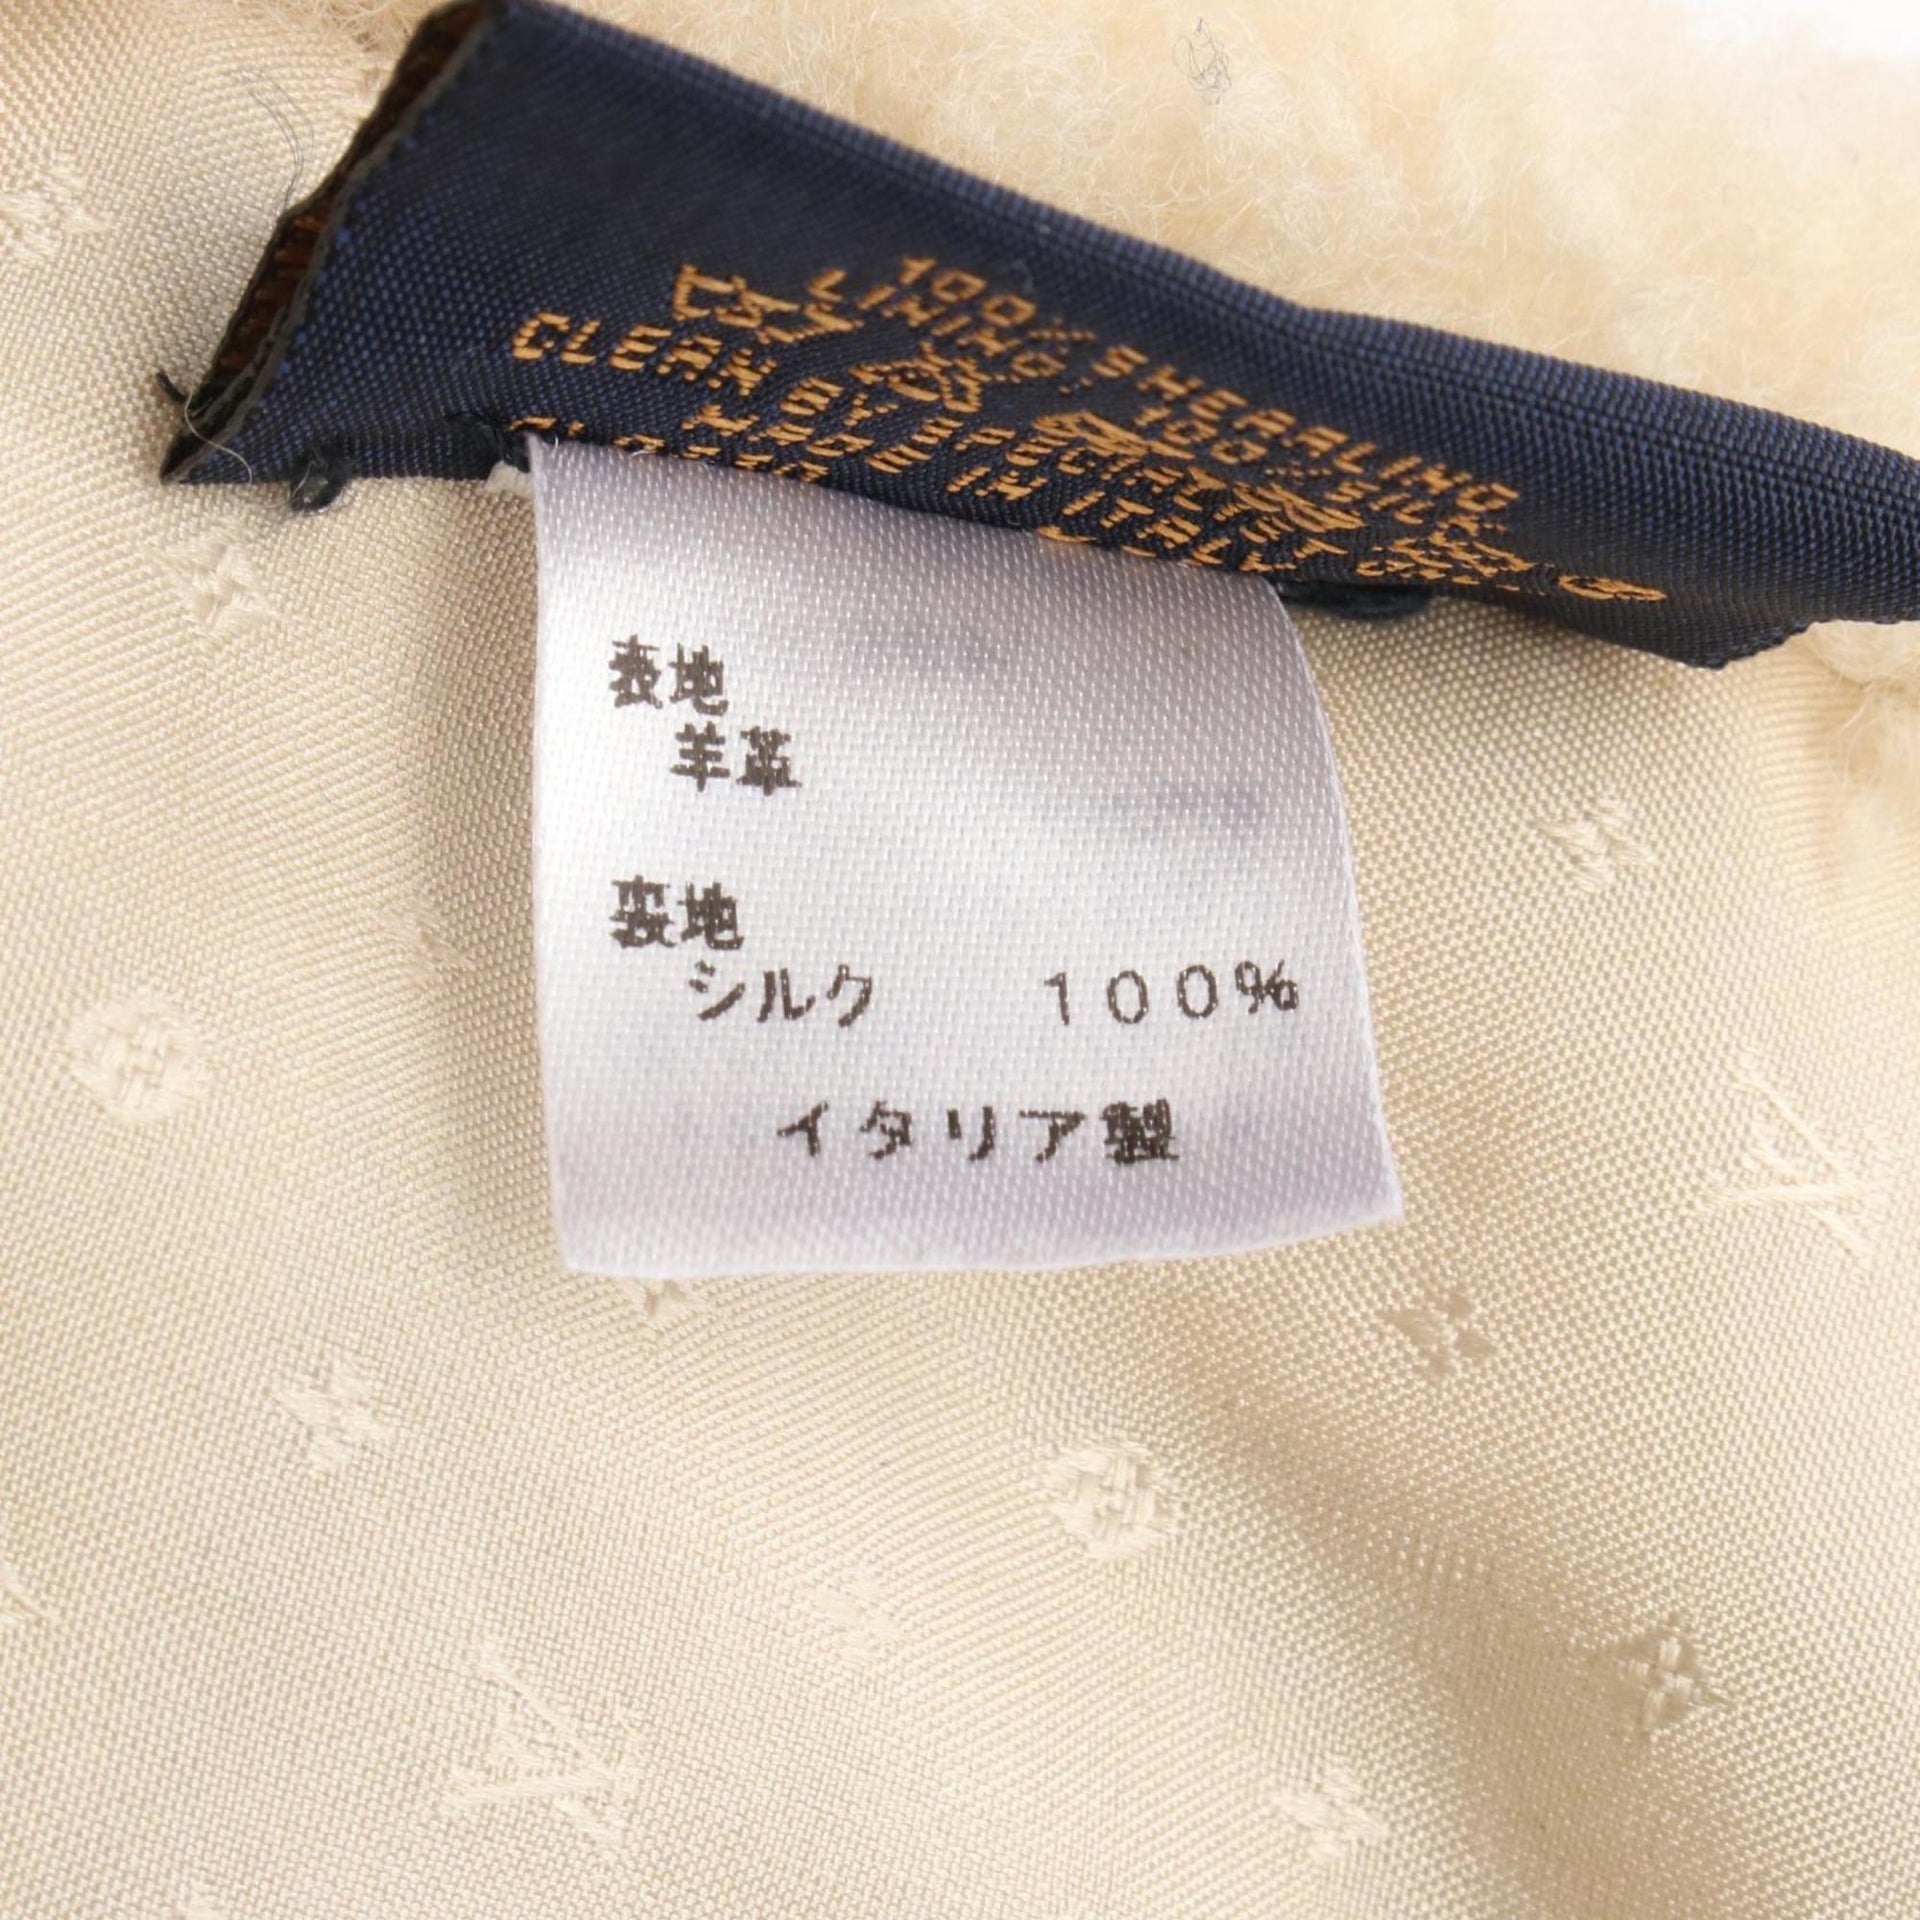 100% SHEARLING
LINING: 100% SILK
CLEAN BY SPECIALIST ONLY
MADE IN ITALY
表地
羊革
裏地
シルク 100%
イタリア製